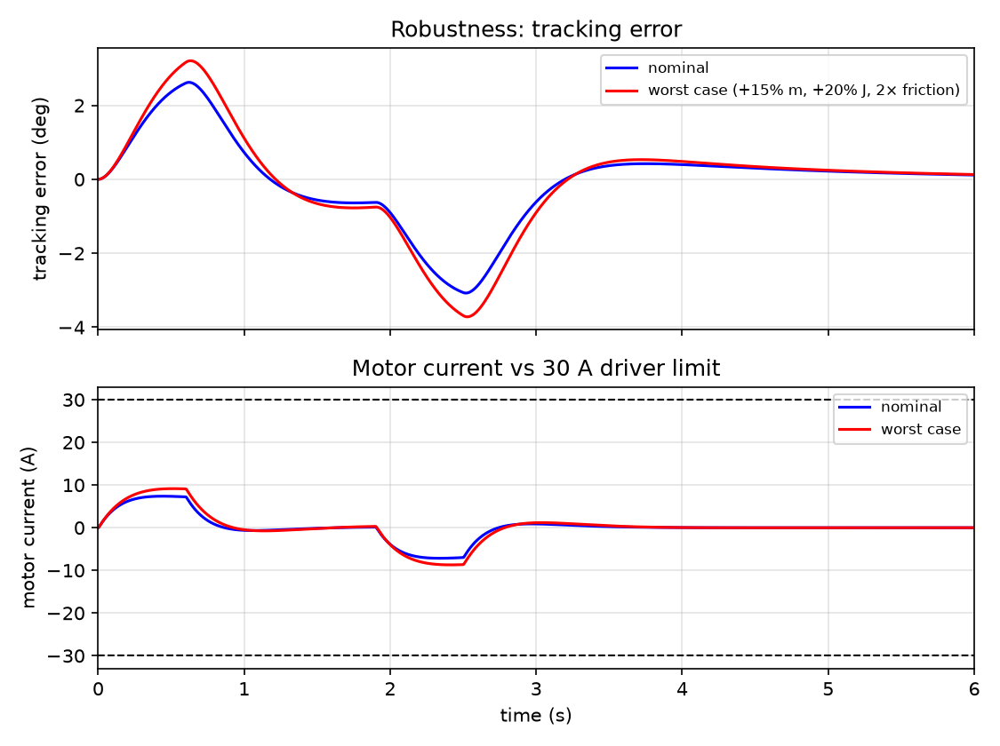 Robustness: tracking error
tracking error (deg)
2
0
−2
−4
nominal
worst case (+15% m, +20% J, 2× friction)
Motor current vs 30 A driver limit
motor current (A)
30
20
10
0
−10
−20
−30
nominal
worst case
0 1 2 3 4 5 6
time (s)